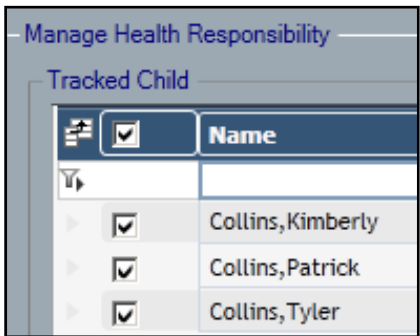 Manage Health Responsibility
Tracked Child
Name
Collins,Kimberly
Collins,Patrick
Collins,Tyler